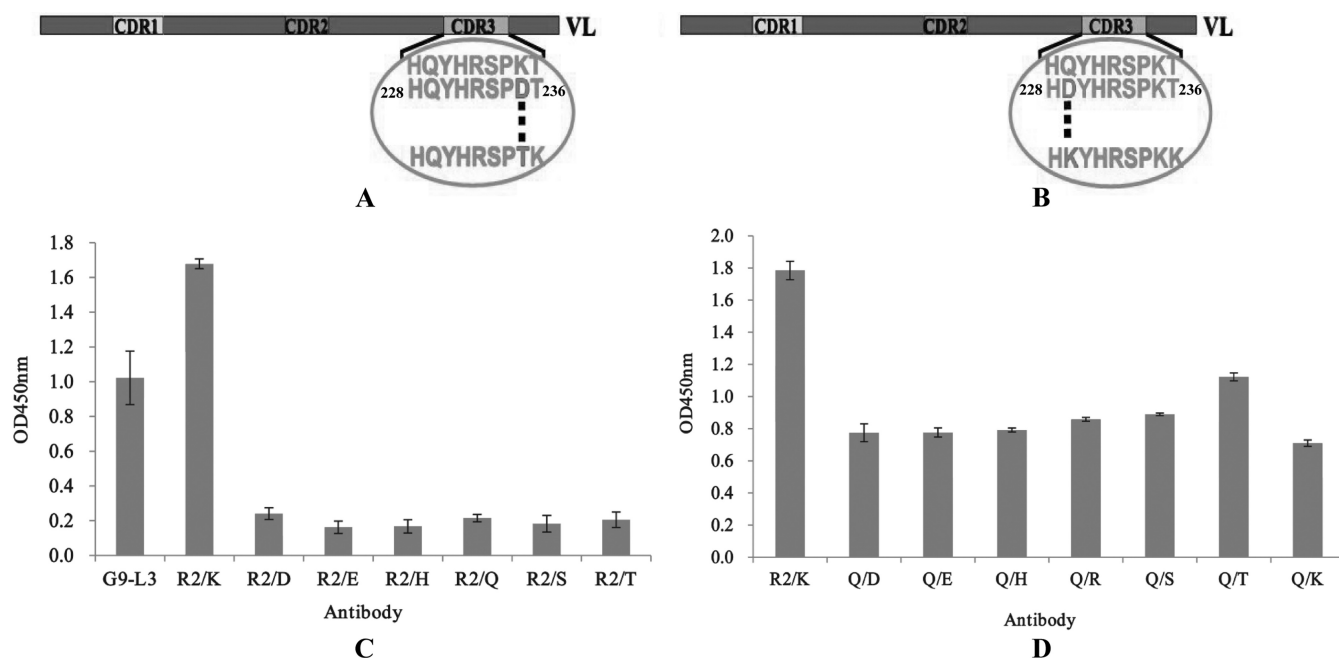 CDR1 CDR2 CDR3 VL
HQYHRSPKT
228 HQYHRSPDT 236
HQYHRSPTK
A
CDR1 CDR2 CDR3 VL
HQYHRSPKT
228 HDYHRSPKT 236
HKYHRSPKK
B
OD450nm
1.8
1.6
1.4
1.2
1.0
0.8
0.6
0.4
0.2
0.0
G9-L3 R2/K R2/D R2/E R2/H R2/Q R2/S R2/T
Antibody
C
OD450nm
2.0
1.8
1.6
1.4
1.2
1.0
0.8
0.6
0.4
0.2
0.0
R2/K Q/D Q/E Q/H Q/R Q/S Q/T Q/K
Antibody
D